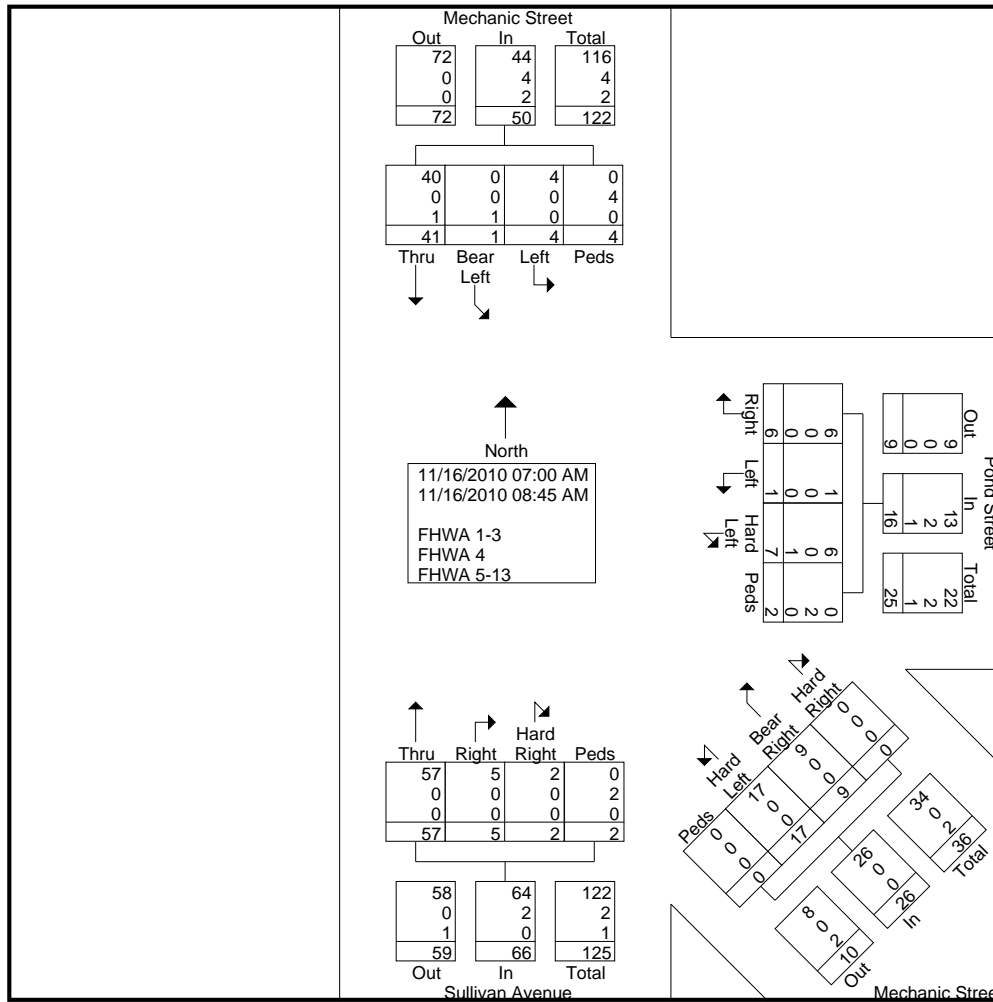 Mechanic Street
Out In Total
72 44 116
0 4 4
0 2 2
72 50 122
40 0 4 0
0 0 0 4
1 1 0 0
41 1 4 4
Thru Bear Left Left Peds
North
11/16/2010 07:00 AM
11/16/2010 08:45 AM
FHWA 1-3
FHWA 4
FHWA 5-13
Pond Street
Out In Total
9 13 22
0 2 2
0 1 1
9 16 25
Right Left Hard Left Peds
6 1 6 0
0 0 0 2
0 0 1 0
6 1 7 2
Hard Right
Bear Right
Hard Left
Peds
0 17 9 0
0 0 0 0
0 0 0 0
0 17 9 0
34 0 2 36 Total
26 0 0 26 In
8 0 2 10 Out
Mechanic Stree
Thru Right Hard Right Peds
57 5 2 0
0 0 0 2
0 0 0 0
57 5 2 2
58 64 122
0 2 2
1 0 1
59 66 125
Out In Total
Sullivan Avenue